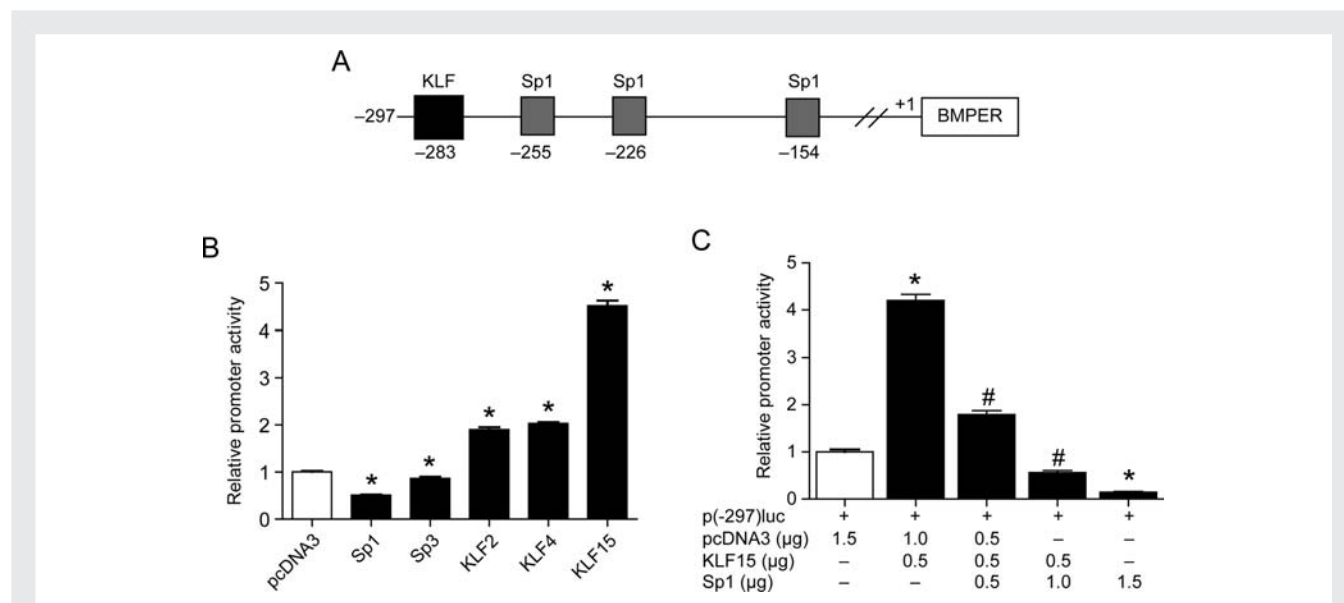 A
KLF Sp1 Sp1 Sp1
–297 +1 BMPER
–283 –255 –226 –154
B
Relative promoter activity
5
4
3
2
1
0
* * * * *
pcDNA3 Sp1 Sp3 KLF2 KLF4 KLF15
C
Relative promoter activity
5
4
3
2
1
0
* # # *
p(-297)luc + + + + +
pcDNA3 (μg) 1.5 1.0 0.5 – –
KLF15 (μg) – 0.5 0.5 0.5 –
Sp1 (μg) – – 0.5 1.0 1.5